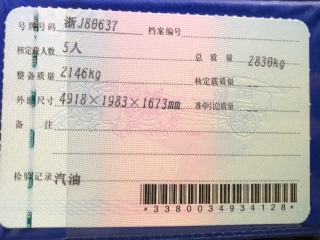 号牌号码 浙J80637 档案编号
核定载人数 5人 总质量 2830kg
整备质量 2146kg 核定载质量
外廓尺寸 4918×1983×1673mm 准牵引总质量
备注
检验记录 汽油
*3380034934128*